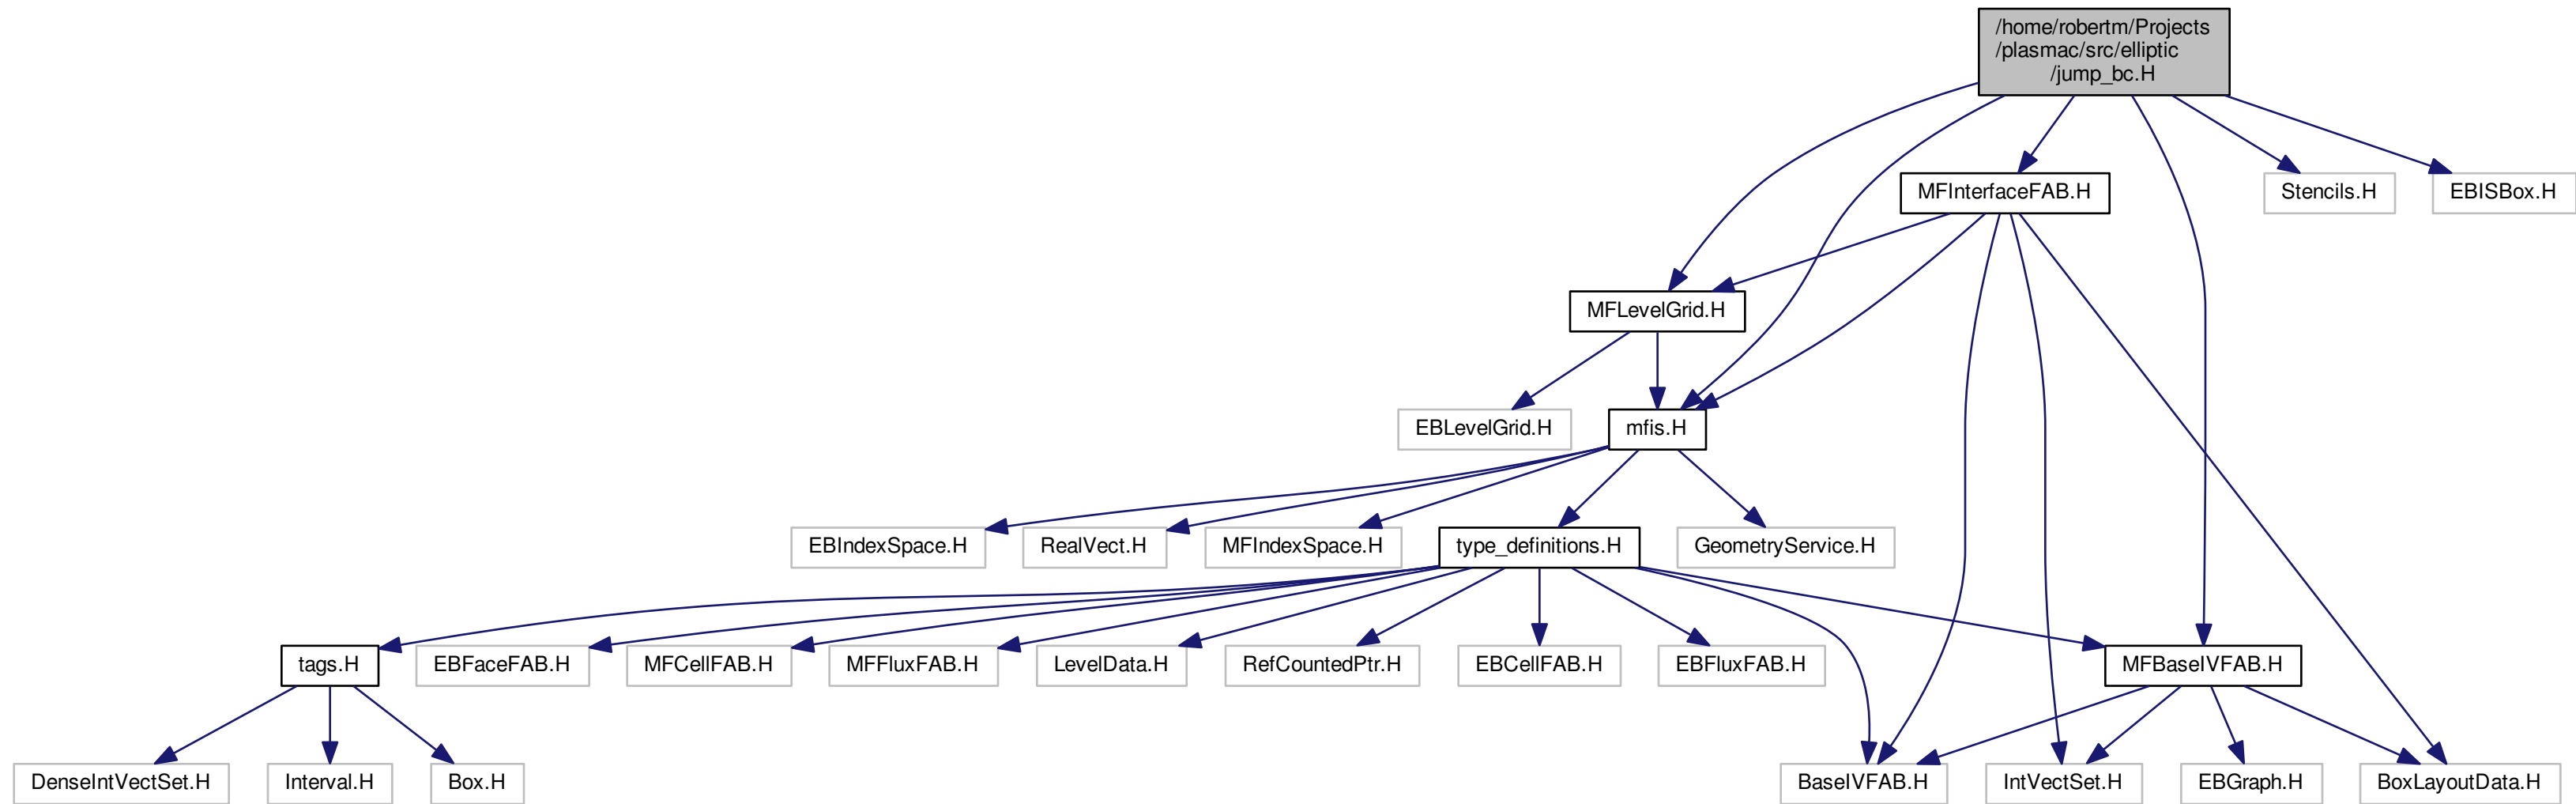 /home/robertm/Projects
/plasmac/src/elliptic
/jump_bc.H
MFInterfaceFAB.H
Stencils.H
EBISBox.H
MFLevelGrid.H
EBLevelGrid.H
mfis.H
EBIndexSpace.H
RealVect.H
MFIndexSpace.H
type_definitions.H
GeometryService.H
tags.H
EBFaceFAB.H
MFCellFAB.H
MFFluxFAB.H
LevelData.H
RefCountedPtr.H
EBCellFAB.H
EBFluxFAB.H
MFBaseIVFAB.H
DenseIntVectSet.H
Interval.H
Box.H
BaseIVFAB.H
IntVectSet.H
EBGraph.H
BoxLayoutData.H